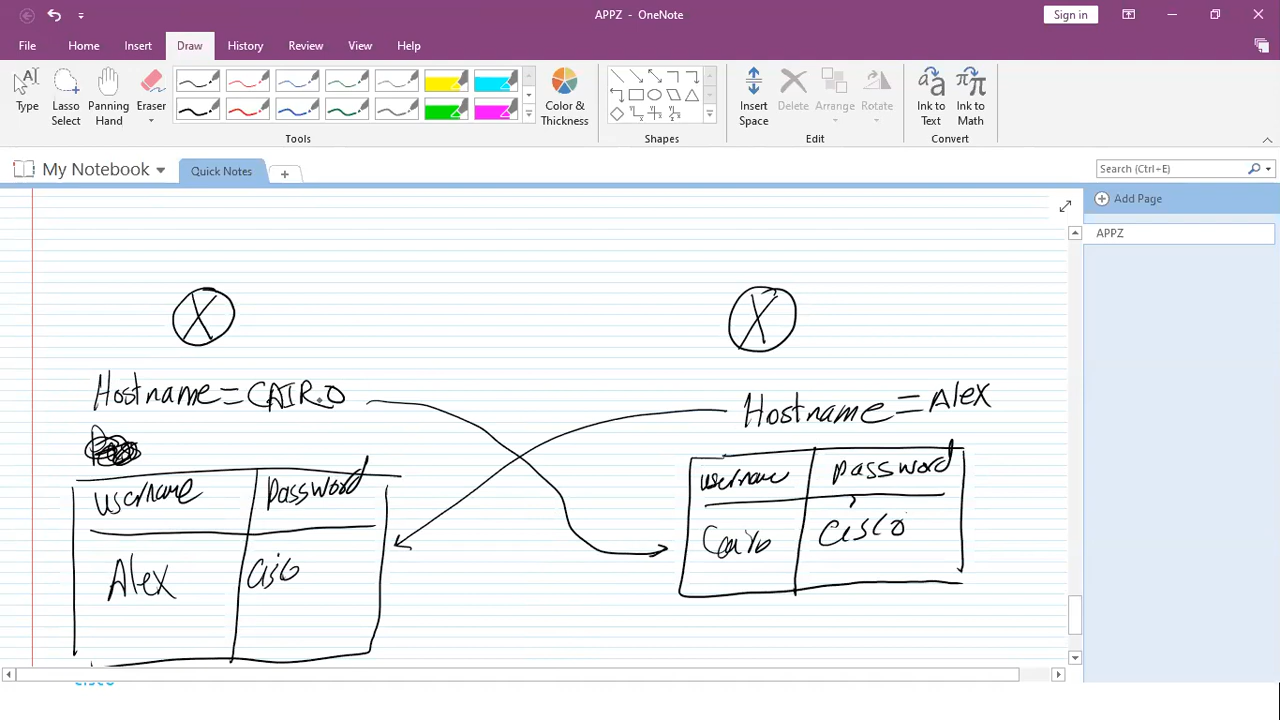 APPZ - OneNote
Sign in
File Home Insert Draw History Review View Help
Type
Lasso Select
Panning Hand
Eraser
Color & Thickness
Insert Space
Delete
Arrange
Rotate
Ink to Text
Ink to Math
Tools
Shapes
Edit
Convert
My Notebook
Quick Notes
Search (Ctrl+E)
Add Page
APPZ
X X
Hostname = CAIRO
Hostname = Alex
username password
Alex cisco
username password
Cairo cisco
cisco